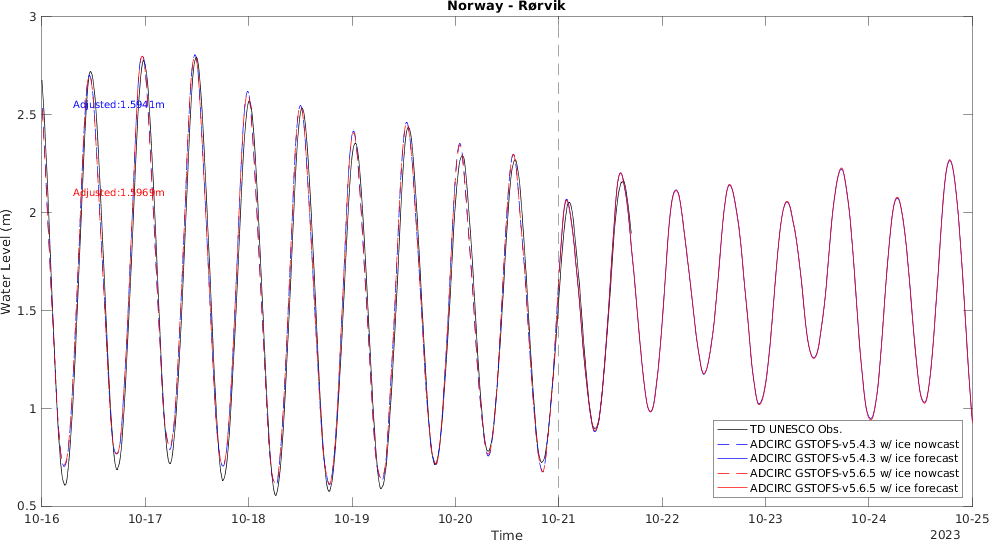 Norway - Rørvik
3
2.5
2
1.5
1
0.5
Water Level (m)
Adjusted:1.5941m
Adjusted:1.5969m
TD UNESCO Obs.
ADCIRC GSTOFS-v5.4.3 w/ ice nowcast
ADCIRC GSTOFS-v5.4.3 w/ ice forecast
ADCIRC GSTOFS-v5.6.5 w/ ice nowcast
ADCIRC GSTOFS-v5.6.5 w/ ice forecast
10-16 10-17 10-18 10-19 10-20 10-21 10-22 10-23 10-24 10-25
Time
2023